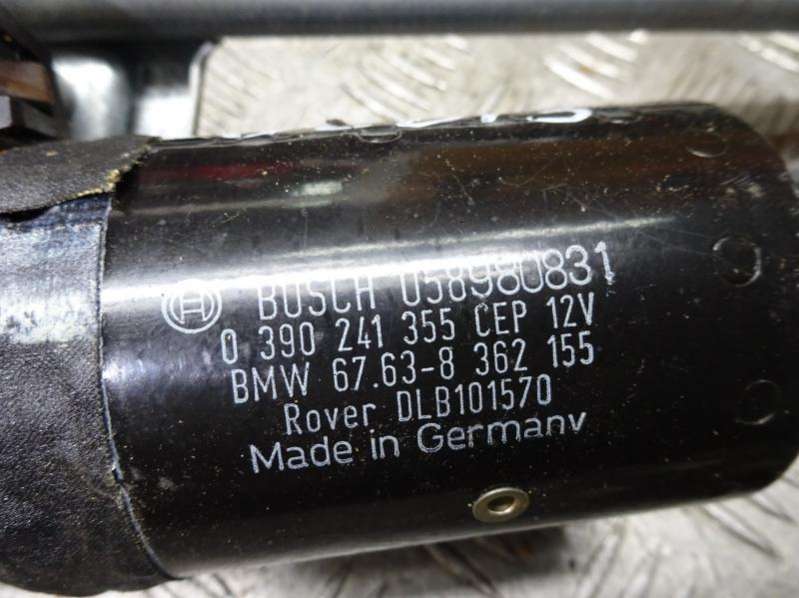 BOSCH 058980831
0 390 241 355 CEP 12V
BMW 67.63-8 362 155
Rover DLB101570
Made in Germany